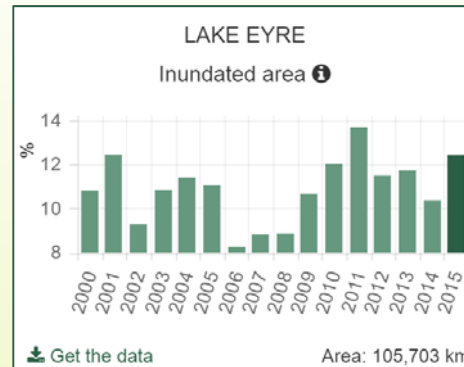 LAKE EYRE
Inundated area
14
12
10
8
%
2000 2001 2002 2003 2004 2005 2006 2007 2008 2009 2010 2011 2012 2013 2014 2015
Get the data
Area: 105,703 km